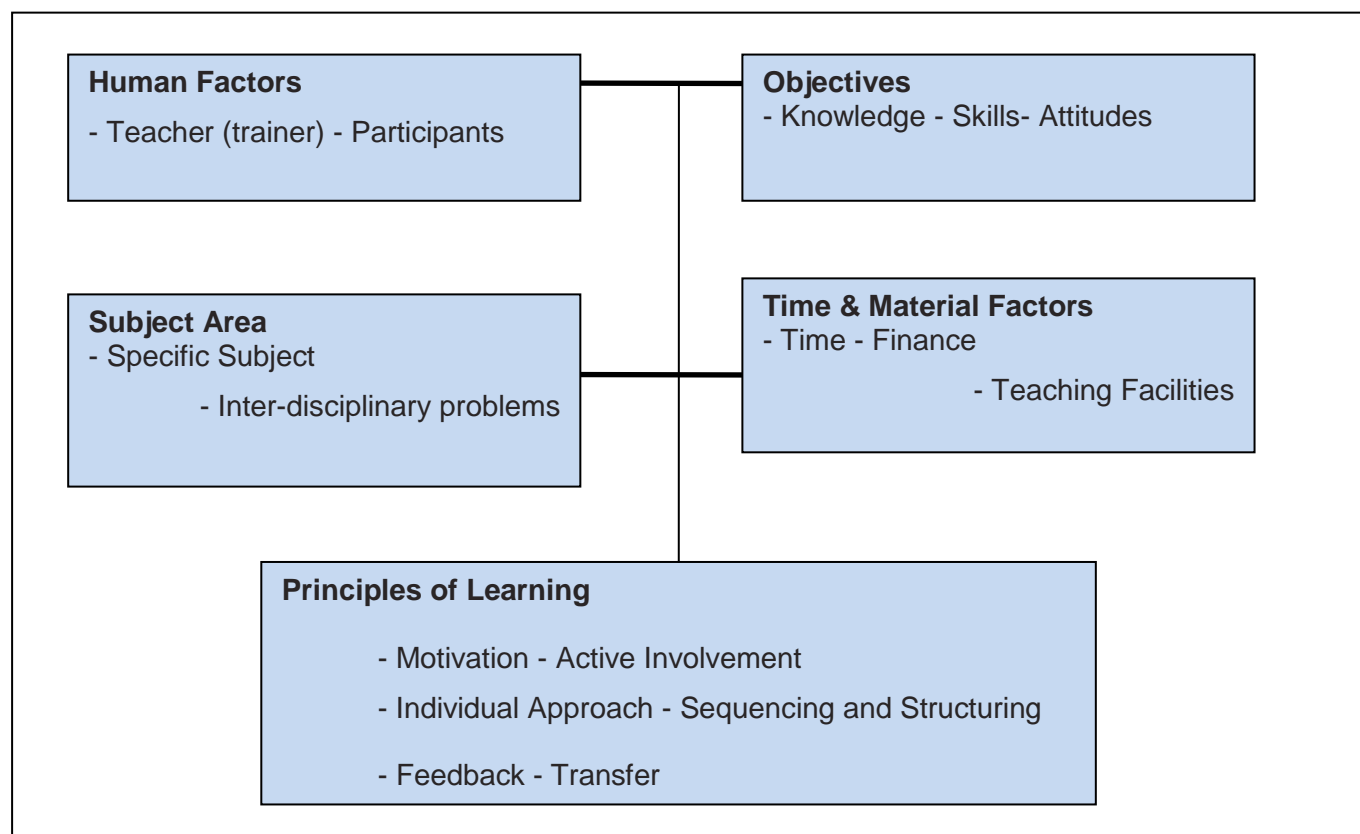 Human Factors
- Teacher (trainer) - Participants
Objectives
- Knowledge - Skills- Attitudes
Subject Area
- Specific Subject
- Inter-disciplinary problems
Time & Material Factors
- Time - Finance
- Teaching Facilities
Principles of Learning
- Motivation - Active Involvement
- Individual Approach - Sequencing and Structuring
- Feedback - Transfer